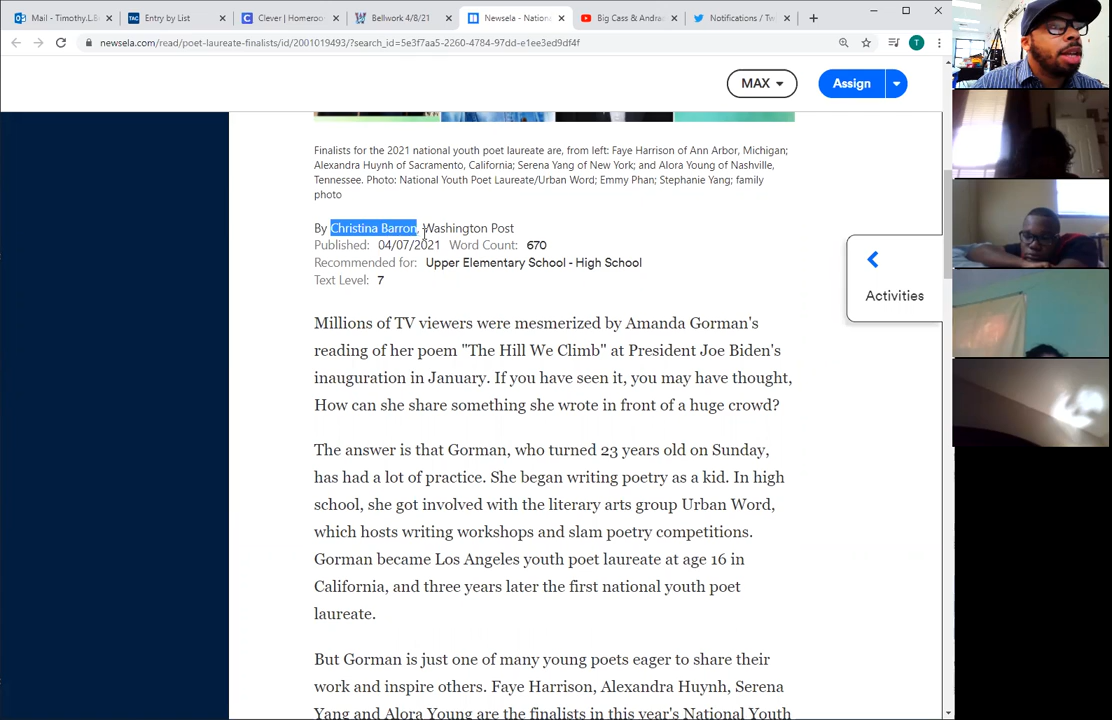 Mail - Timothy.L.B
Entry by List
Clever | Homeroo
Bellwork 4/8/21
Newsela - Nation
Big Cass & Andra
Notifications / Tw
newsela.com/read/poet-laureate-finalists/id/2001019493/?search_id=5e3f7aa5-2260-4784-97dd-e1ee3ed9df4f
T
MAX
Assign
Finalists for the 2021 national youth poet laureate are, from left: Faye Harrison of Ann Arbor, Michigan;
Alexandra Huynh of Sacramento, California; Serena Yang of New York; and Alora Young of Nashville,
Tennessee. Photo: National Youth Poet Laureate/Urban Word; Emmy Phan; Stephanie Yang; family
photo
By Christina Barron, Washington Post
Published: 04/07/2021 Word Count: 670
Recommended for: Upper Elementary School - High School
Text Level: 7
Activities
Millions of TV viewers were mesmerized by Amanda Gorman's
reading of her poem "The Hill We Climb" at President Joe Biden's
inauguration in January. If you have seen it, you may have thought,
How can she share something she wrote in front of a huge crowd?
The answer is that Gorman, who turned 23 years old on Sunday,
has had a lot of practice. She began writing poetry as a kid. In high
school, she got involved with the literary arts group Urban Word,
which hosts writing workshops and slam poetry competitions.
Gorman became Los Angeles youth poet laureate at age 16 in
California, and three years later the first national youth poet
laureate.
But Gorman is just one of many young poets eager to share their
work and inspire others. Faye Harrison, Alexandra Huynh, Serena
Yang and Alora Young are the finalists in this year's National Youth